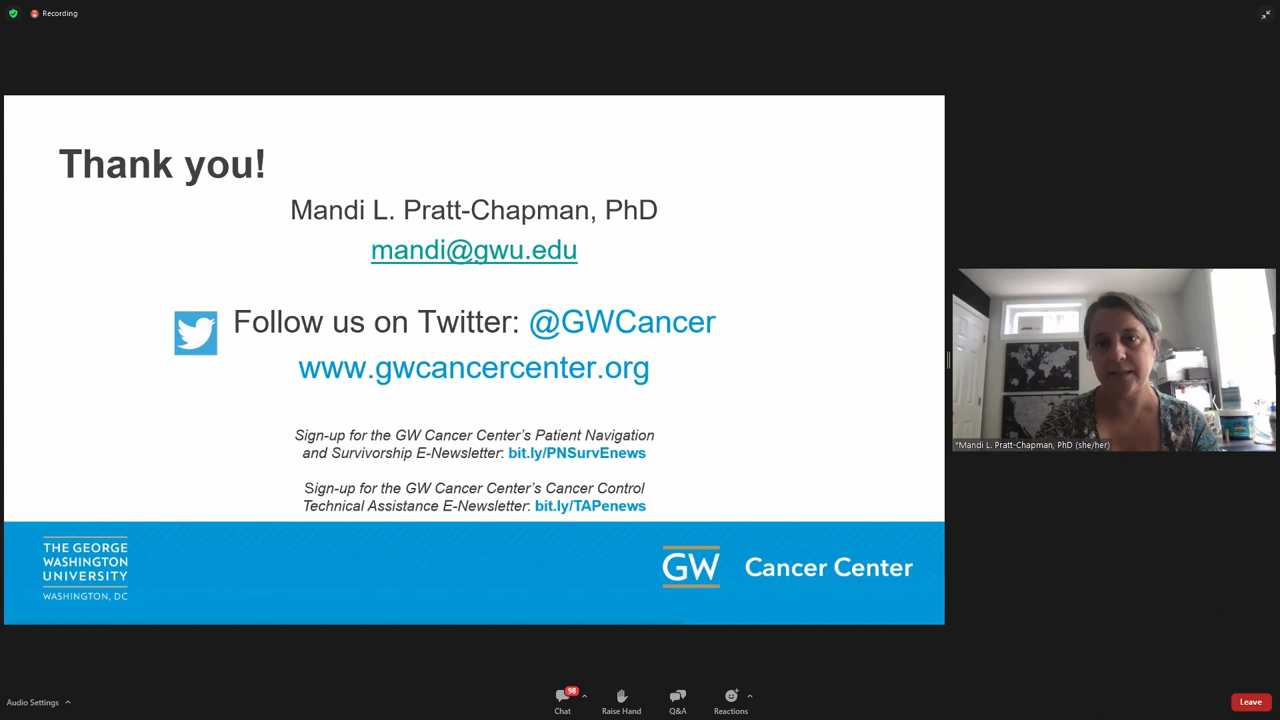 Recording
Thank you!
Mandi L. Pratt-Chapman, PhD
mandi@gwu.edu
Follow us on Twitter: @GWCancer
www.gwcancercenter.org
Sign-up for the GW Cancer Center's Patient Navigation
and Survivorship E-Newsletter: bit.ly/PNSurvEnews
Sign-up for the GW Cancer Center's Cancer Control
Technical Assistance E-Newsletter: bit.ly/TAPenews
THE GEORGE
WASHINGTON
UNIVERSITY
WASHINGTON, DC
GW Cancer Center
*Mandi L. Pratt-Chapman, PhD (she/her)
Audio Settings
98
Chat
Raise Hand
Q&A
Reactions
Leave